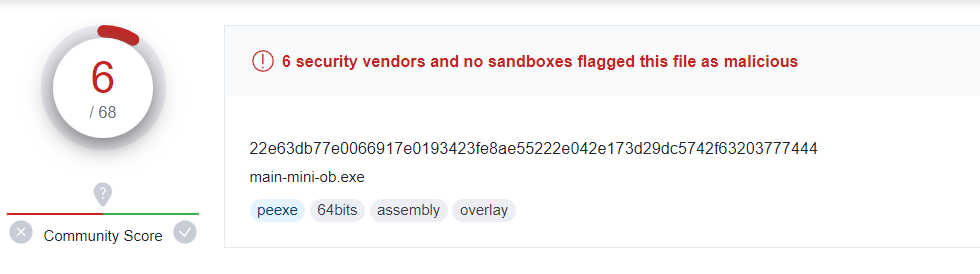 6
/ 68
?
Community Score
6 security vendors and no sandboxes flagged this file as malicious
22e63db77e0066917e0193423fe8ae55222e042e173d29dc5742f63203777444
main-mini-ob.exe
peexe 64bits assembly overlay